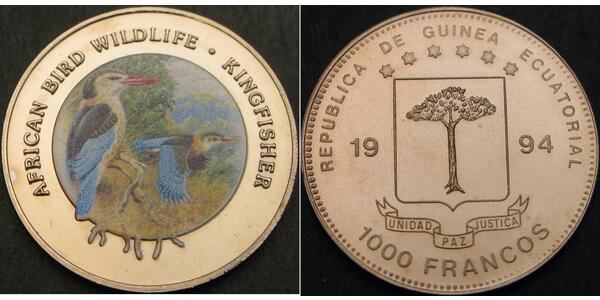 AFRICAN BIRD WILDLIFE · KINGFISHER
REPUBLICA DE GUINEA ECUATORIAL
19 94
UNIDAD PAZ JUSTICIA
1000 FRANCOS